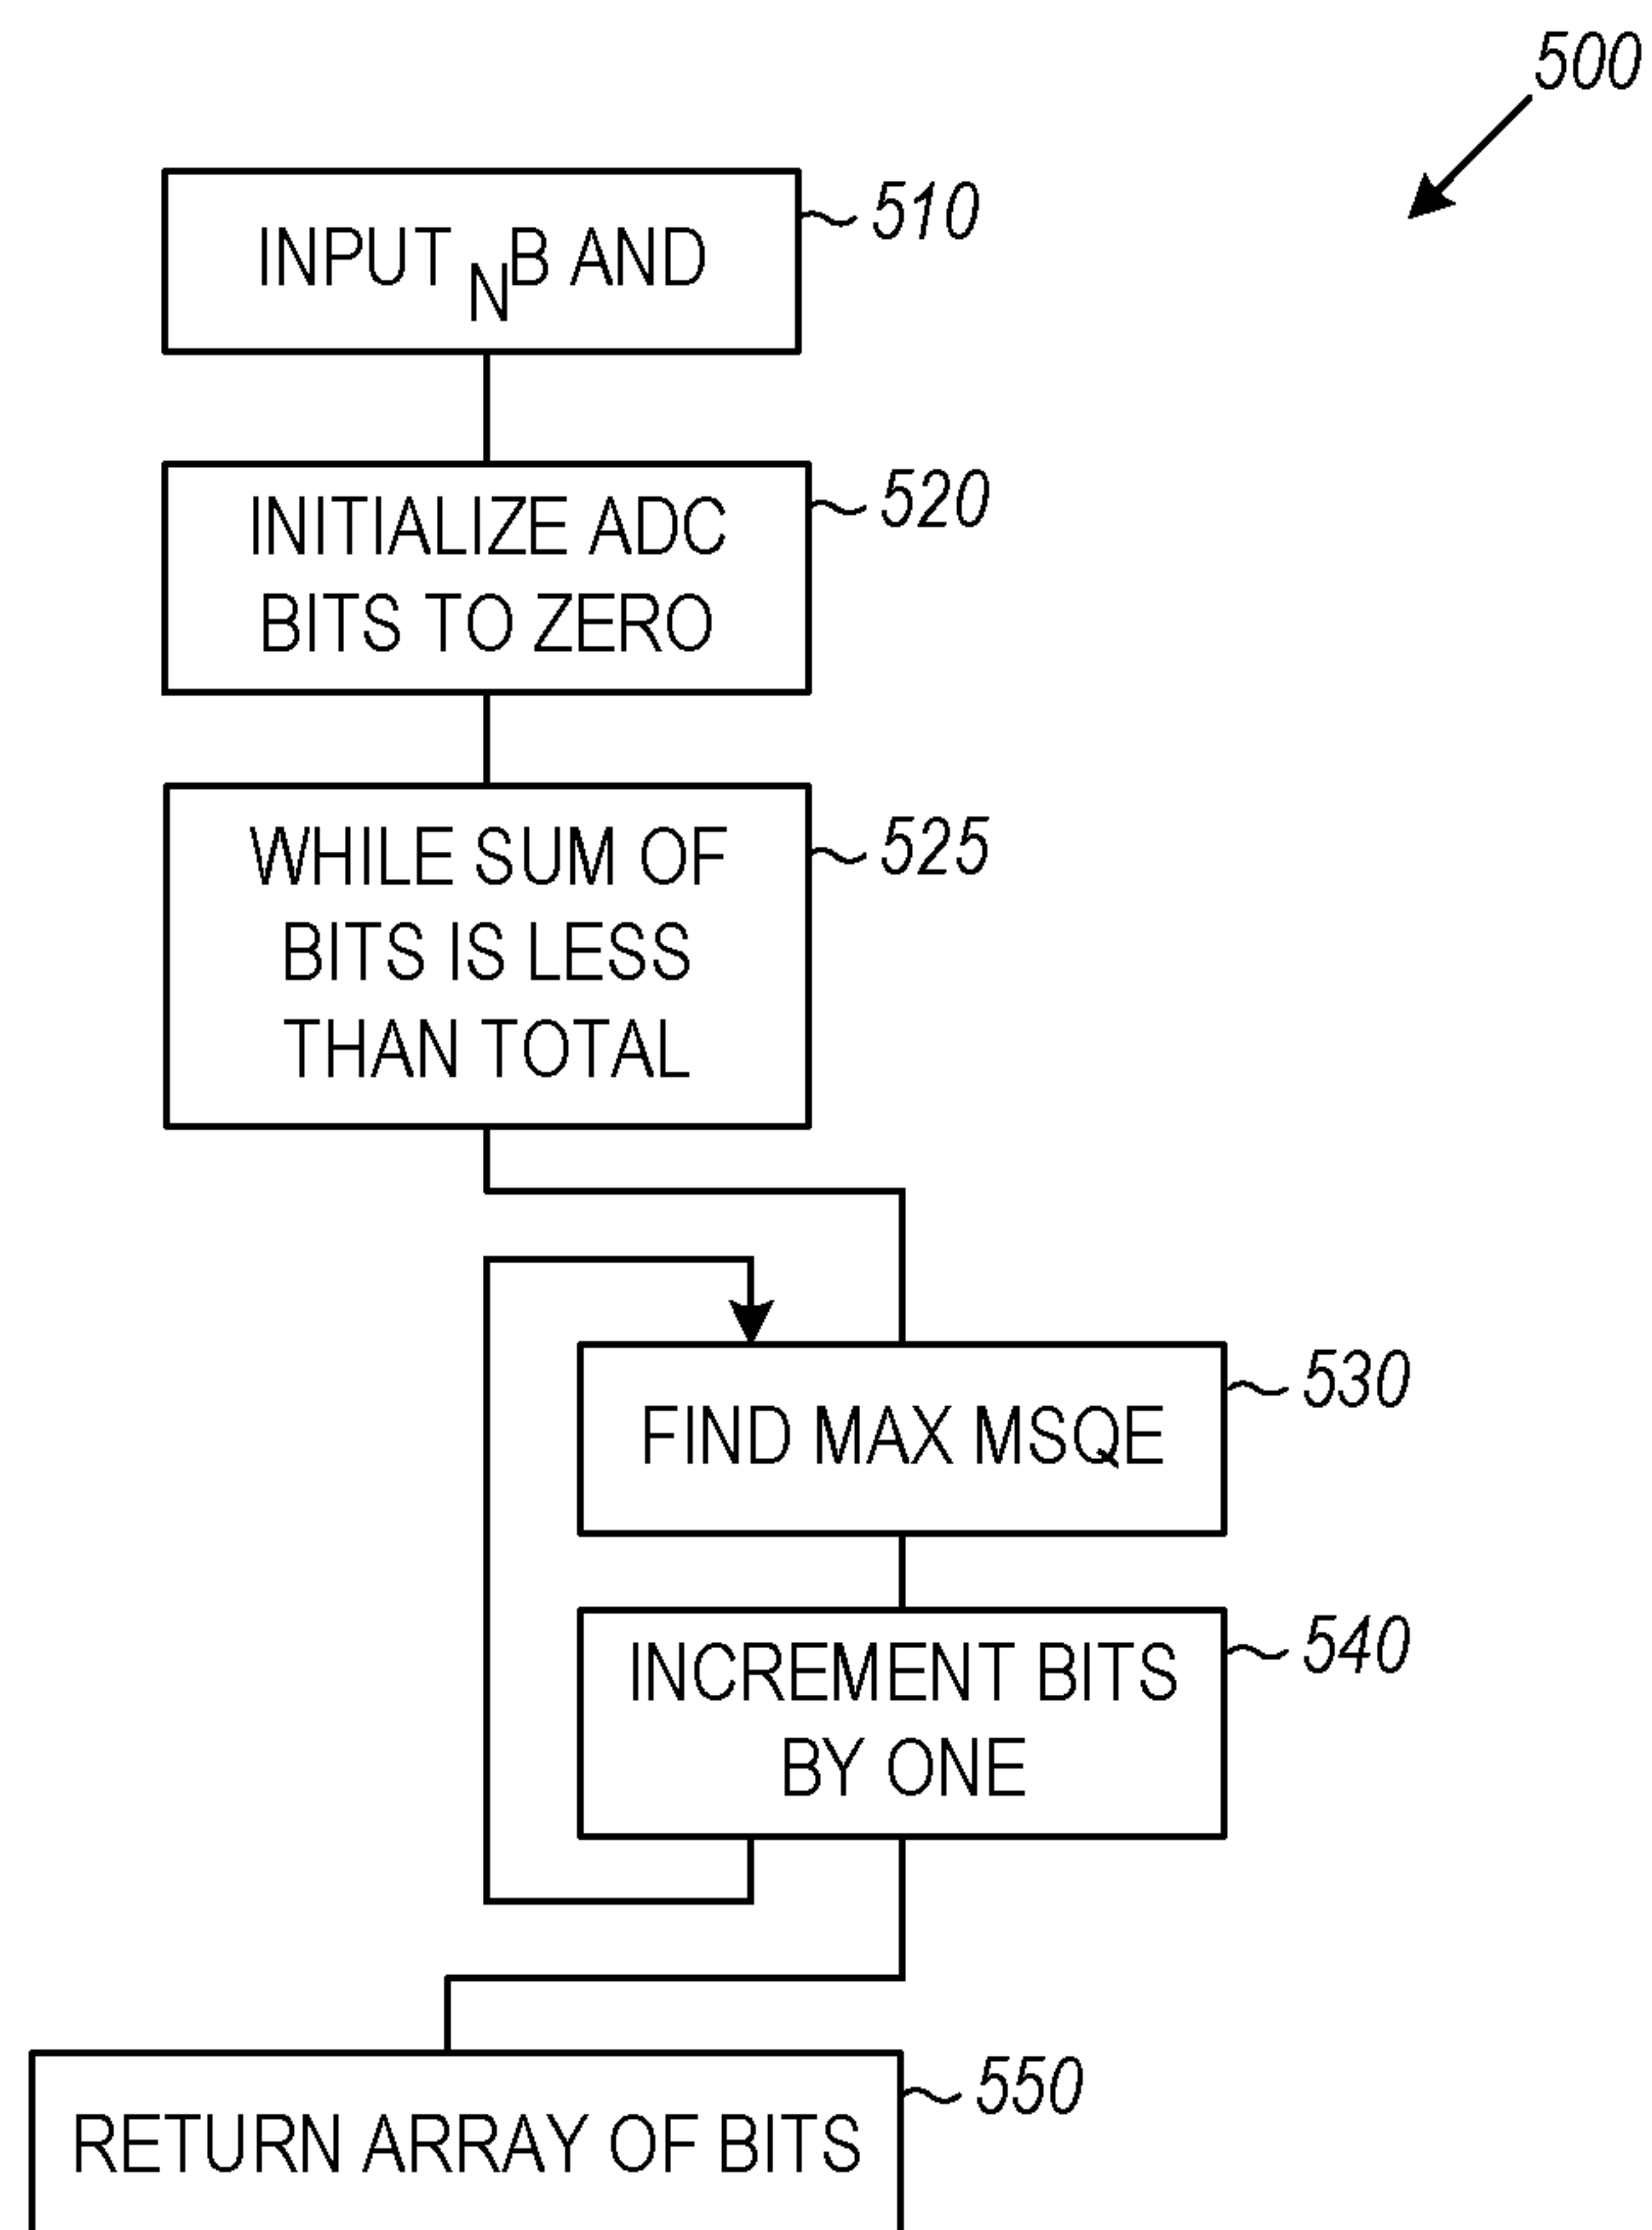 500
INPUT NB AND
510
INITIALIZE ADC
BITS TO ZERO
520
WHILE SUM OF
BITS IS LESS
THAN TOTAL
525
FIND MAX MSQE
530
INCREMENT BITS
BY ONE
540
RETURN ARRAY OF BITS
550